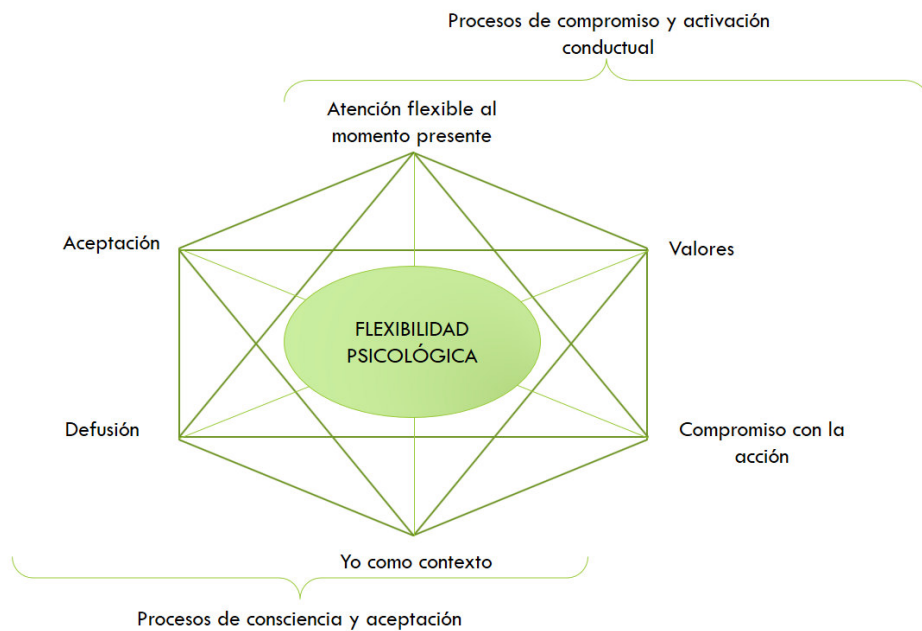 Procesos de compromiso y activación
conductual
Atención flexible al
momento presente
Aceptación
Valores
FLEXIBILIDAD
PSICOLÓGICA
Defusión
Compromiso con la
acción
Yo como contexto
Procesos de consciencia y aceptación